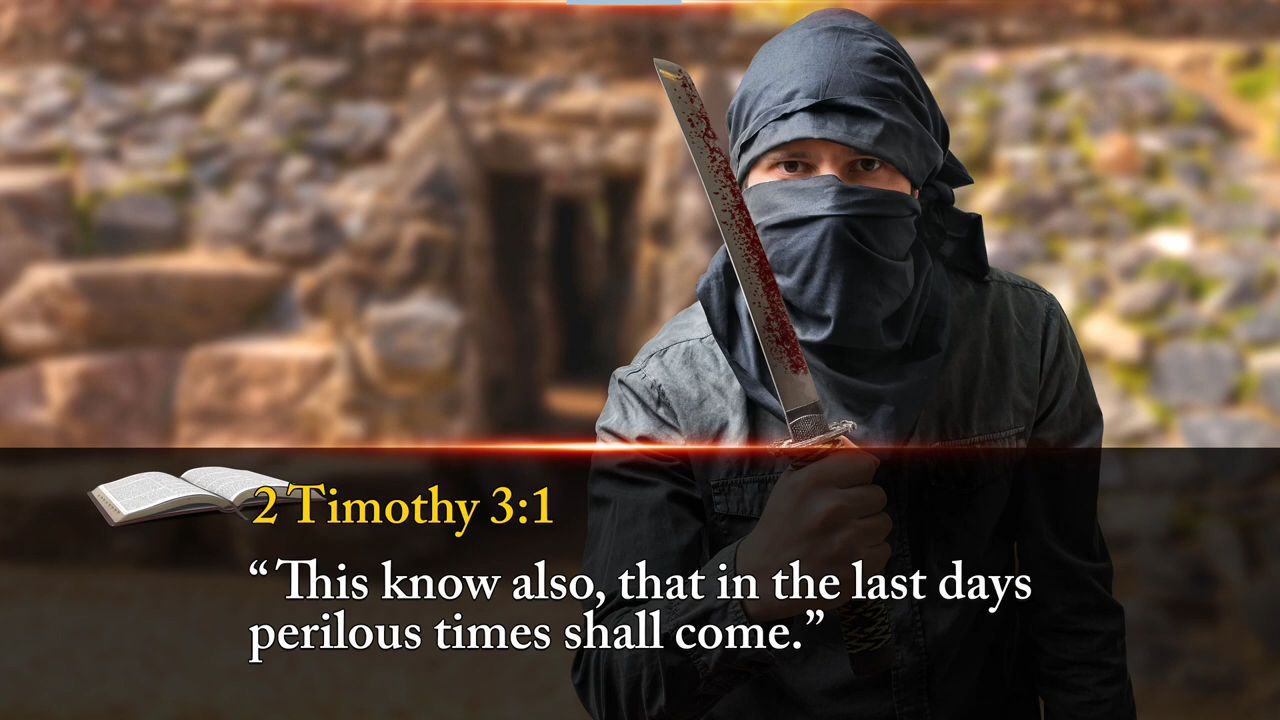 2 Timothy 3:1
“This know also, that in the last days
perilous times shall come.”